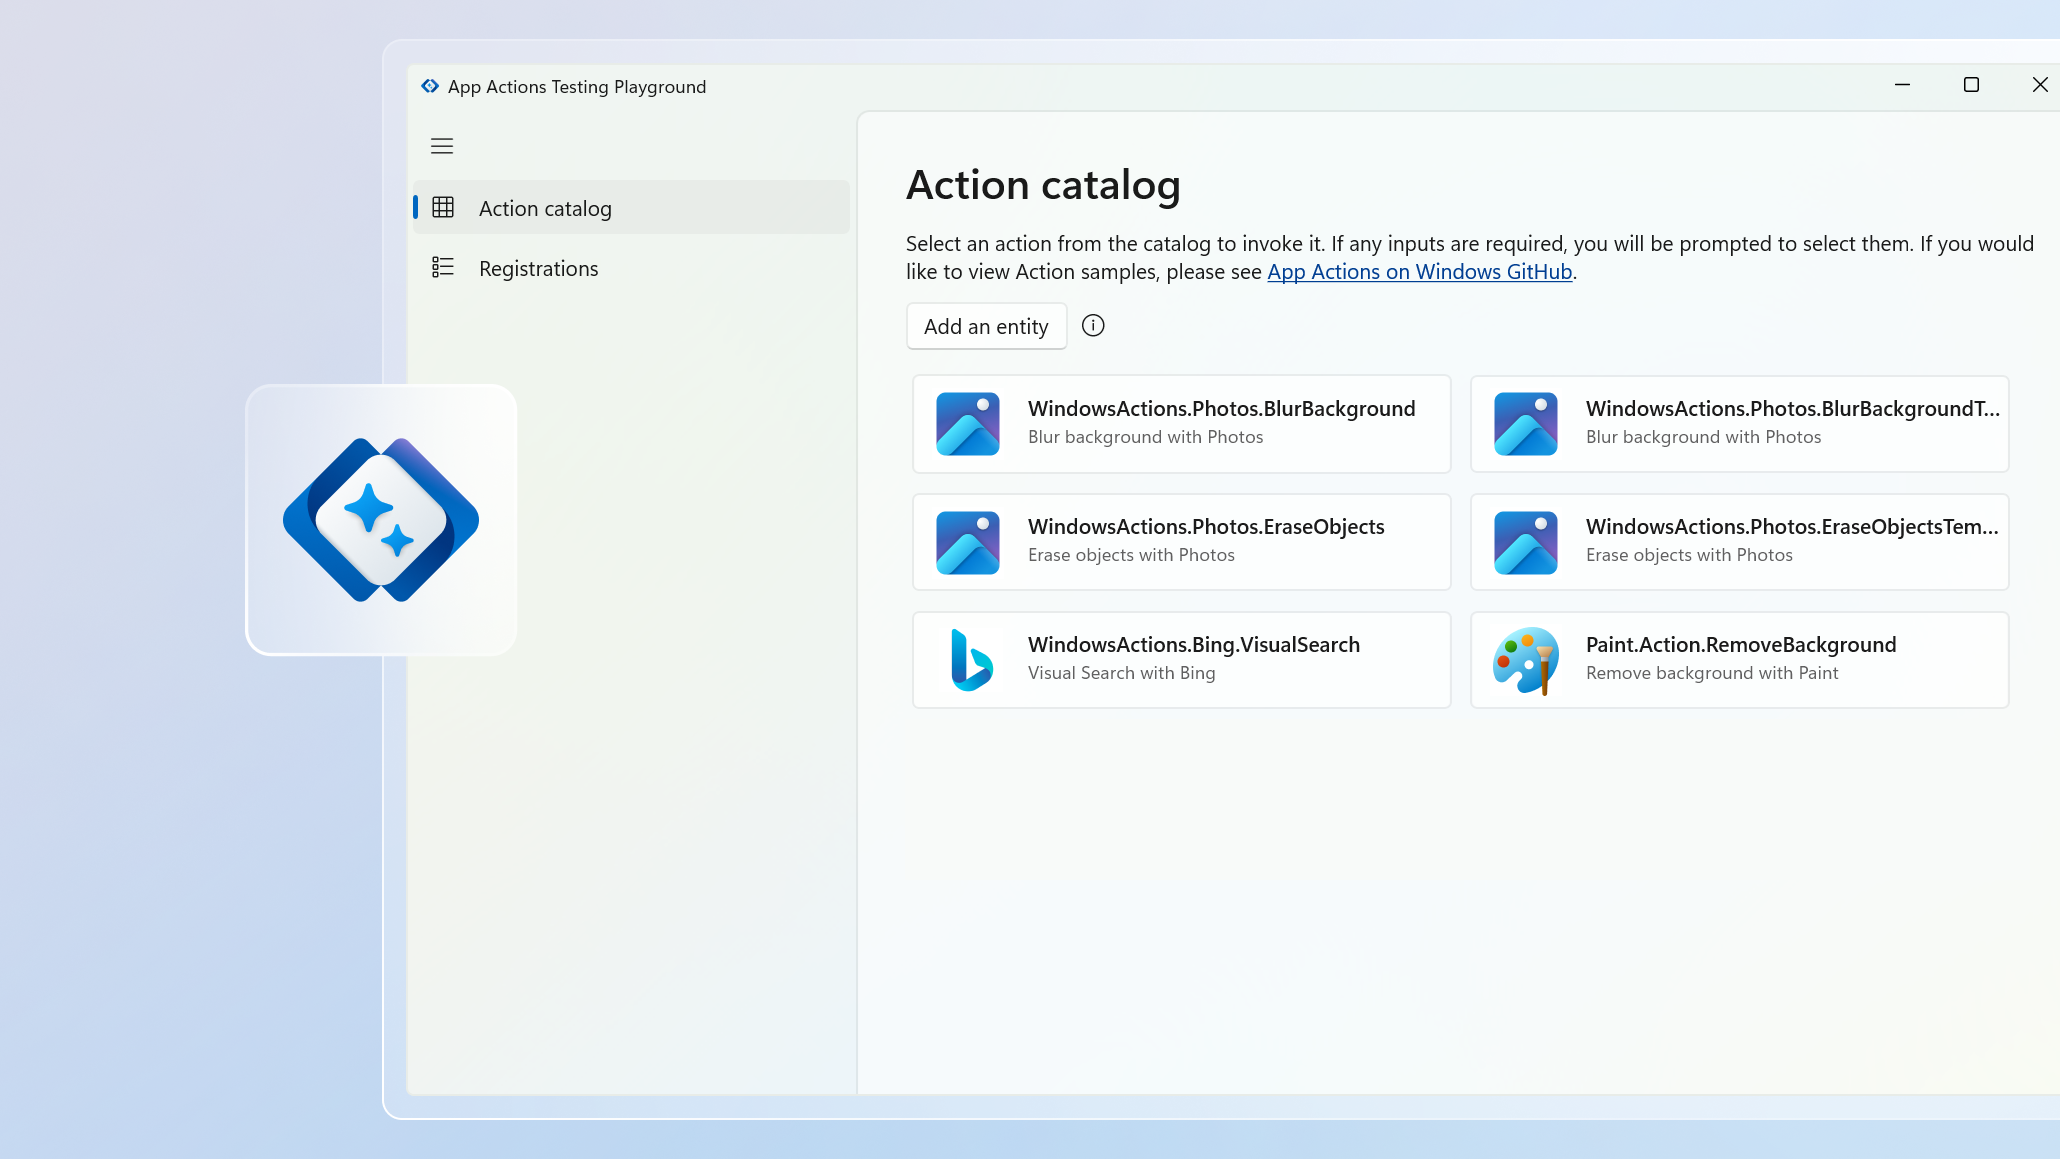 App Actions Testing Playground
Action catalog
Registrations
Action catalog
Select an action from the catalog to invoke it. If any inputs are required, you will be prompted to select them. If you would
like to view Action samples, please see App Actions on Windows GitHub.
Add an entity
WindowsActions.Photos.BlurBackground
Blur background with Photos
WindowsActions.Photos.BlurBackgroundT...
Blur background with Photos
WindowsActions.Photos.EraseObjects
Erase objects with Photos
WindowsActions.Photos.EraseObjectsTem...
Erase objects with Photos
WindowsActions.Bing.VisualSearch
Visual Search with Bing
Paint.Action.RemoveBackground
Remove background with Paint